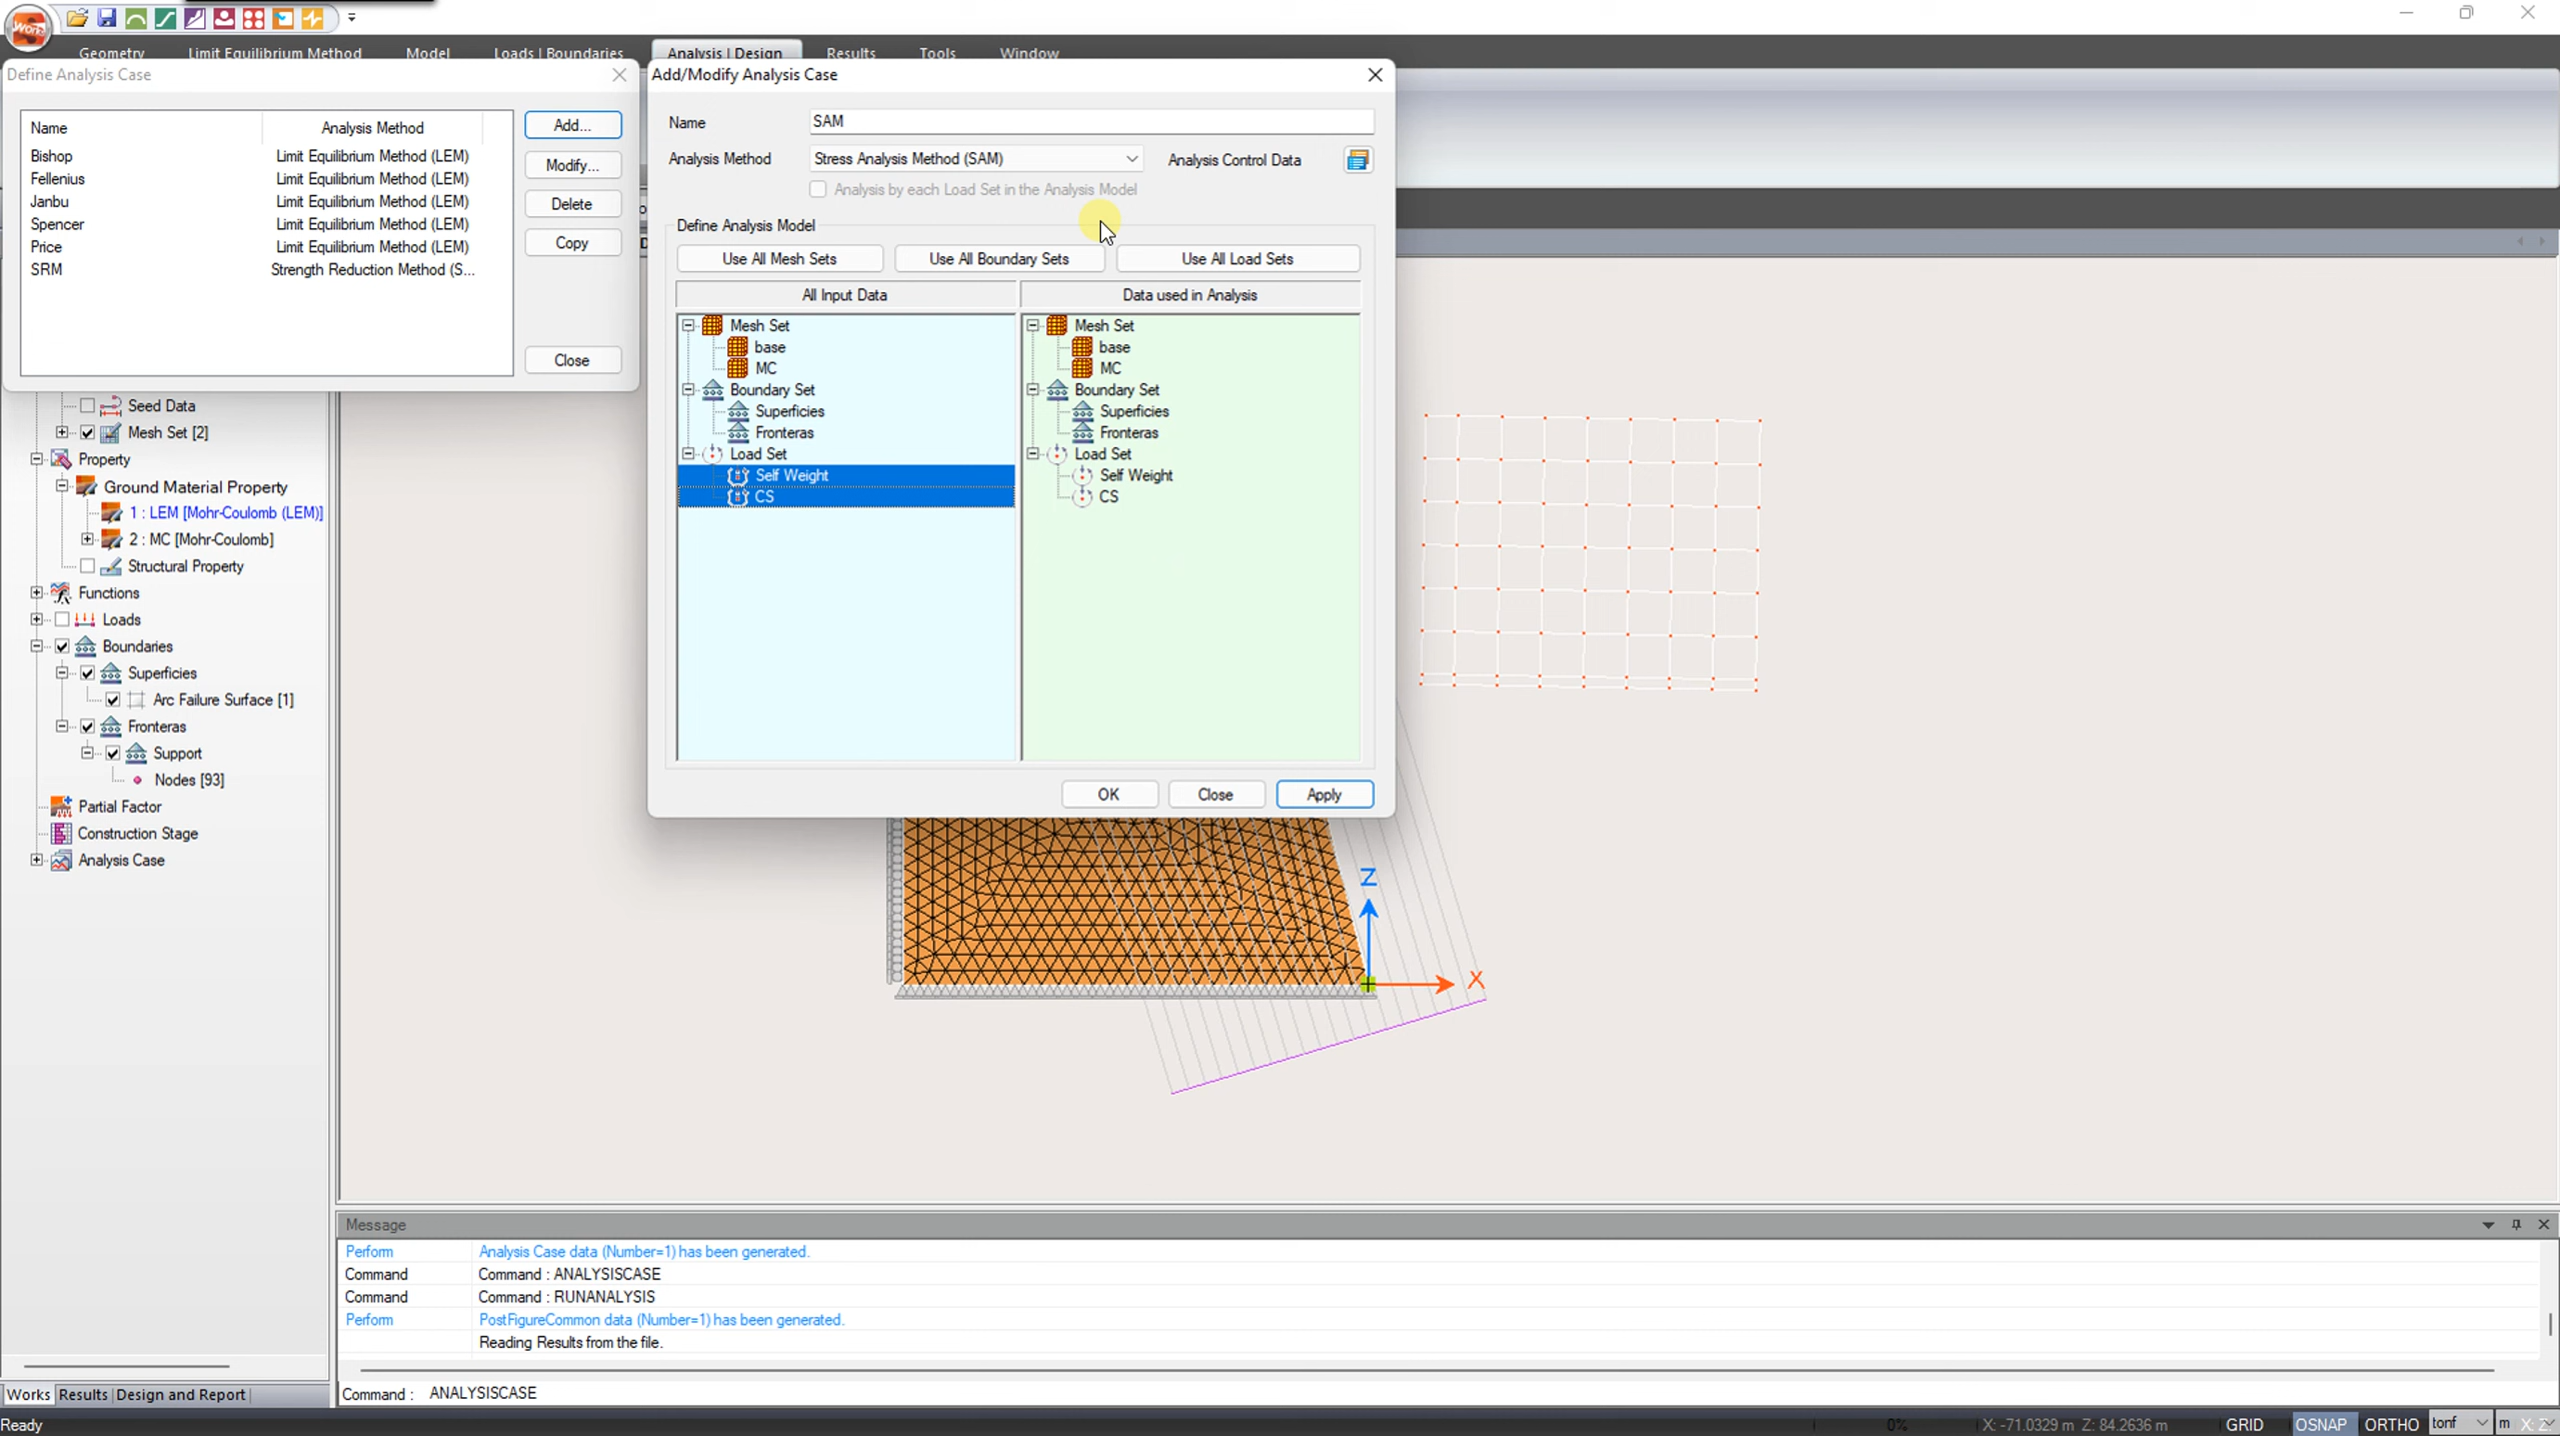 Works
Geometry Limit Equilibrium Method Model Loads | Boundaries Analysis | Design Results Tools Window
Define Analysis Case
Name Analysis Method
Bishop Limit Equilibrium Method (LEM)
Fellenius Limit Equilibrium Method (LEM)
Janbu Limit Equilibrium Method (LEM)
Spencer Limit Equilibrium Method (LEM)
Price Limit Equilibrium Method (LEM)
SRM Strength Reduction Method (S...
Add...
Modify...
Delete
Copy
Close
Add/Modify Analysis Case
Name SAM
Analysis Method Stress Analysis Method (SAM) Analysis Control Data
Analysis by each Load Set in the Analysis Model
Define Analysis Model
Use All Mesh Sets Use All Boundary Sets Use All Load Sets
All Input Data Data used in Analysis
Mesh Set Mesh Set
base base
MC MC
Boundary Set Boundary Set
Superficies Superficies
Fronteras Fronteras
Load Set Load Set
Self Weight Self Weight
CS CS
OK Close Apply
Seed Data
Mesh Set [2]
Property
Ground Material Property
1 : LEM [Mohr-Coulomb (LEM)]
2 : MC [Mohr-Coulomb]
Structural Property
Functions
Loads
Boundaries
Superficies
Arc Failure Surface [1]
Fronteras
Support
Nodes [93]
Partial Factor
Construction Stage
Analysis Case
Z
X
Message
Perfom Analysis Case data (Number=1) has been generated.
Command Command : ANALYSISCASE
Command Command : RUNANALYSIS
Perfom PostFigureCommon data (Number=1) has been generated.
Reading Results from the file.
Works Results Design and Report
Command : ANALYSISCASE
Ready 0% X: -71.0329 m Z: 84.2636 m GRID OSNAP ORTHO tonf m